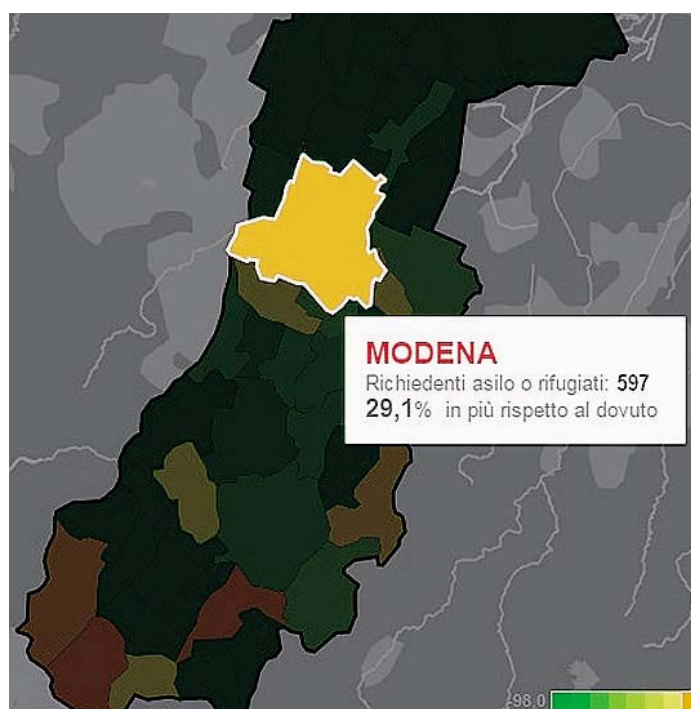 MODENA
Richiedenti asilo o rifugiati: 597
29,1% in più rispetto al dovuto
-98,0